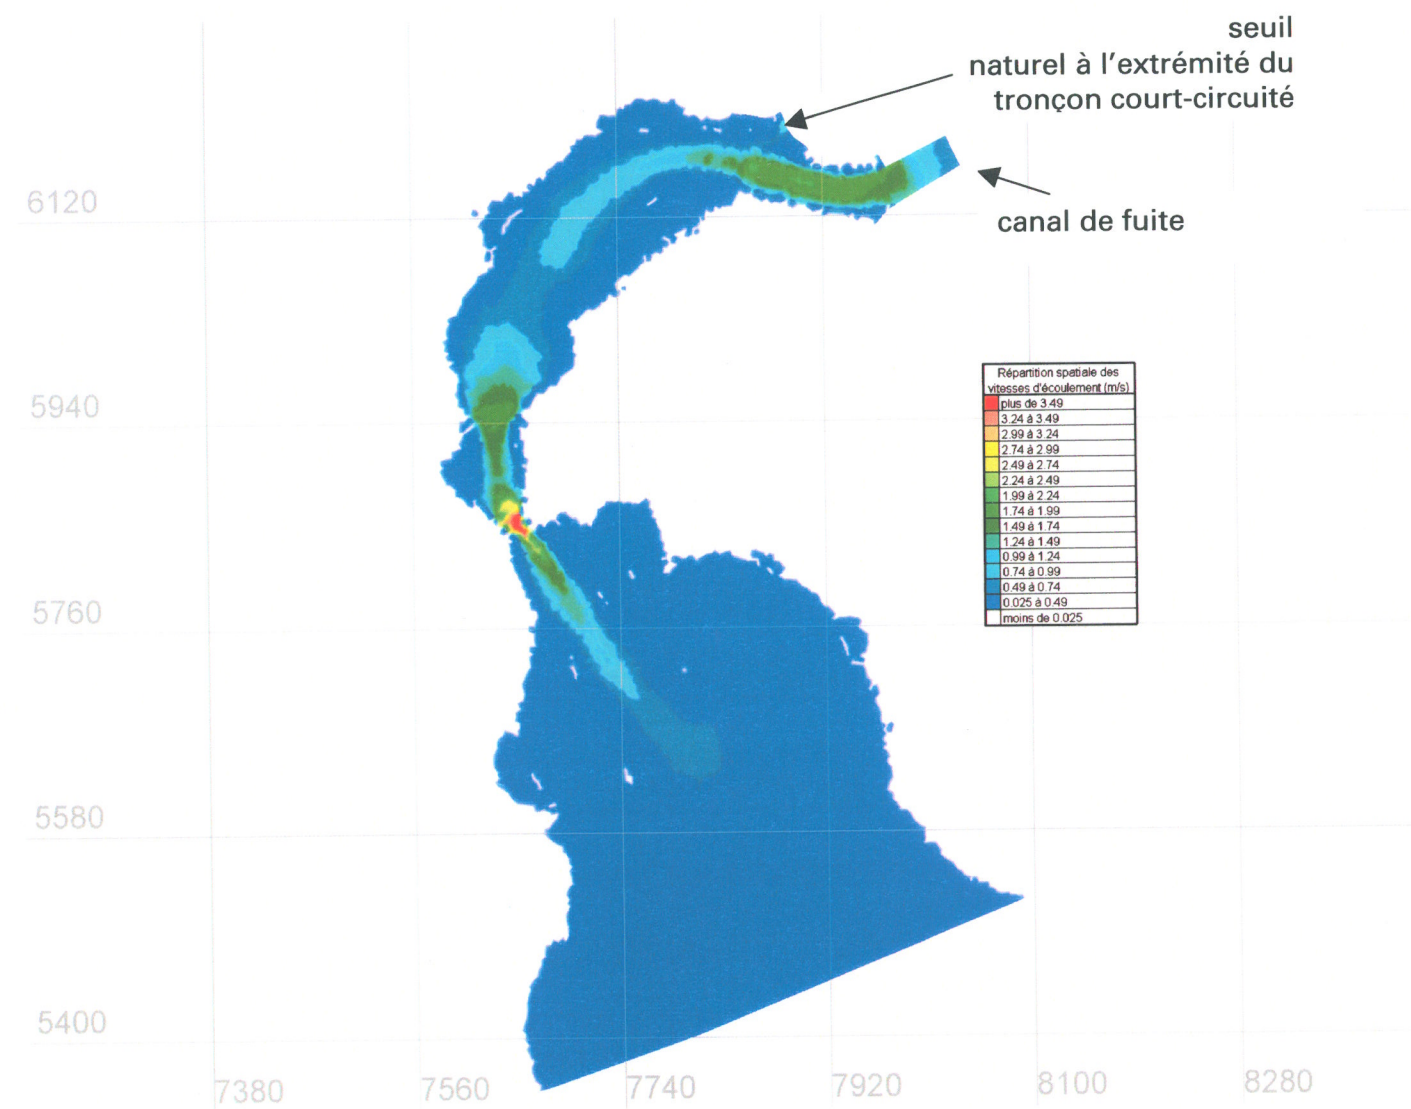 seuil
naturel à l'extrémité du
tronçon court-circuité
canal de fuite
6120
5940
5760
5580
5400
Répartition spatiale des
vitesses d'écoulement (m/s)
plus de 3.49
3.24 à 3.49
2.99 à 3.24
2.74 à 2.99
2.49 à 2.74
2.24 à 2.49
1.99 à 2.24
1.74 à 1.99
1.49 à 1.74
1.24 à 1.49
0.99 à 1.24
0.74 à 0.99
0.49 à 0.74
0.025 à 0.49
moins de 0.025
7380
7560
7740
7920
8100
8280